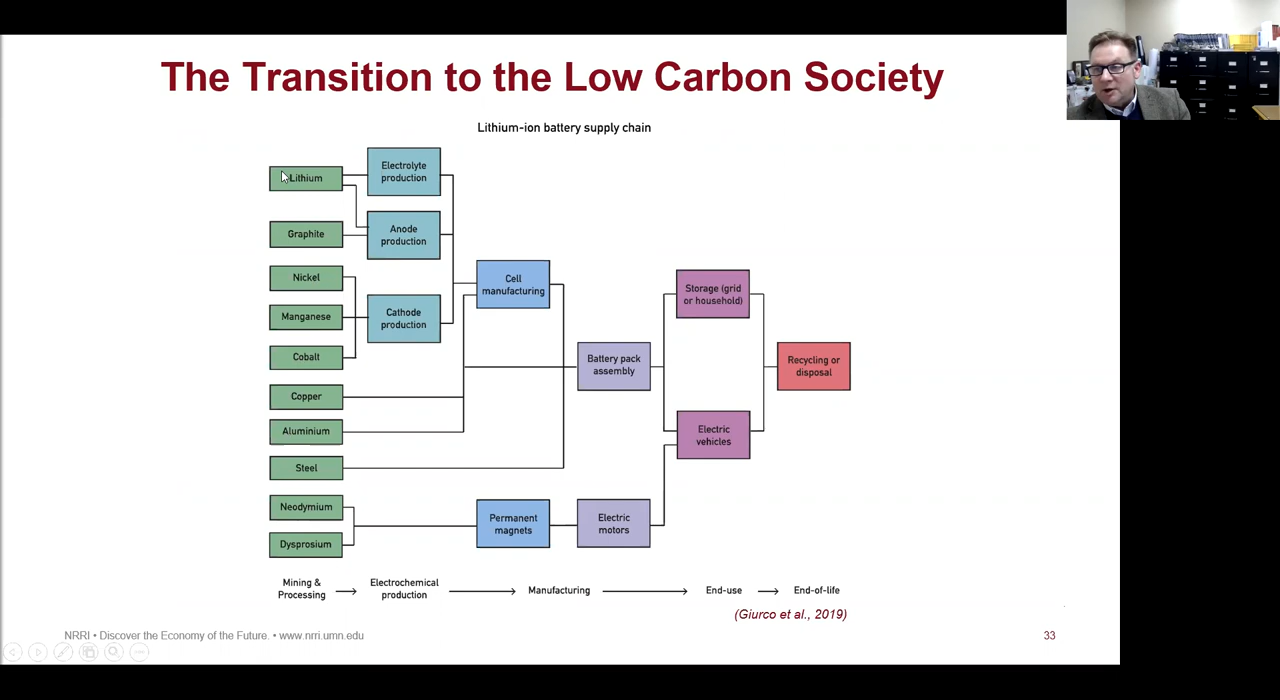 The Transition to the Low Carbon Society
Lithium-ion battery supply chain
Lithium
Electrolyte
production
Graphite
Anode
production
Nickel
Manganese
Cobalt
Cathode
production
Copper
Aluminium
Steel
Neodymium
Dysprosium
Cell
manufacturing
Permanent
magnets
Battery pack
assembly
Electric
motors
Storage (grid
or household)
Electric
vehicles
Recycling or
disposal
Mining &
Processing
Electrochemical
production
Manufacturing
End-use
End-of-life
(Giurco et al., 2019)
NRRI • Discover the Economy of the Future. • www.nrri.umn.edu
33